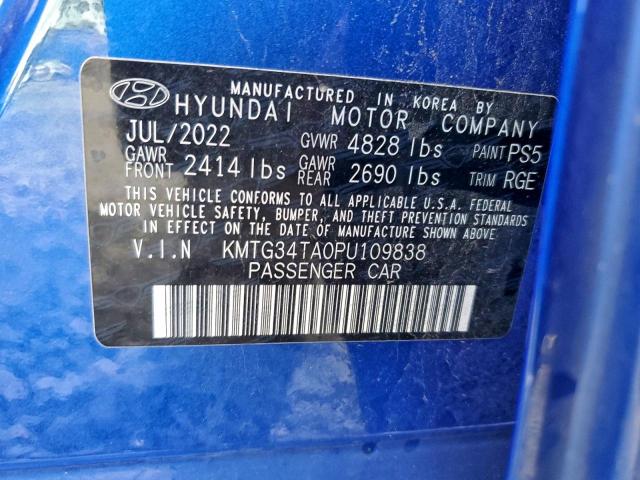 MANUFACTURED IN KOREA BY
HYUNDAI MOTOR COMPANY
JUL/2022 GVWR 4828 lbs PAINT PS5
GAWR FRONT 2414 lbs GAWR REAR 2690 lbs TRIM RGE
THIS VEHICLE CONFORMS TO ALL APPLICABLE U.S.A. FEDERAL
MOTOR VEHICLE SAFETY, BUMPER, AND THEFT PREVENTION STANDARDS
IN EFFECT ON THE DATE OF MANUFACTURE SHOWN ABOVE.
V.I.N KMTG34TA0PU109838
PASSENGER CAR